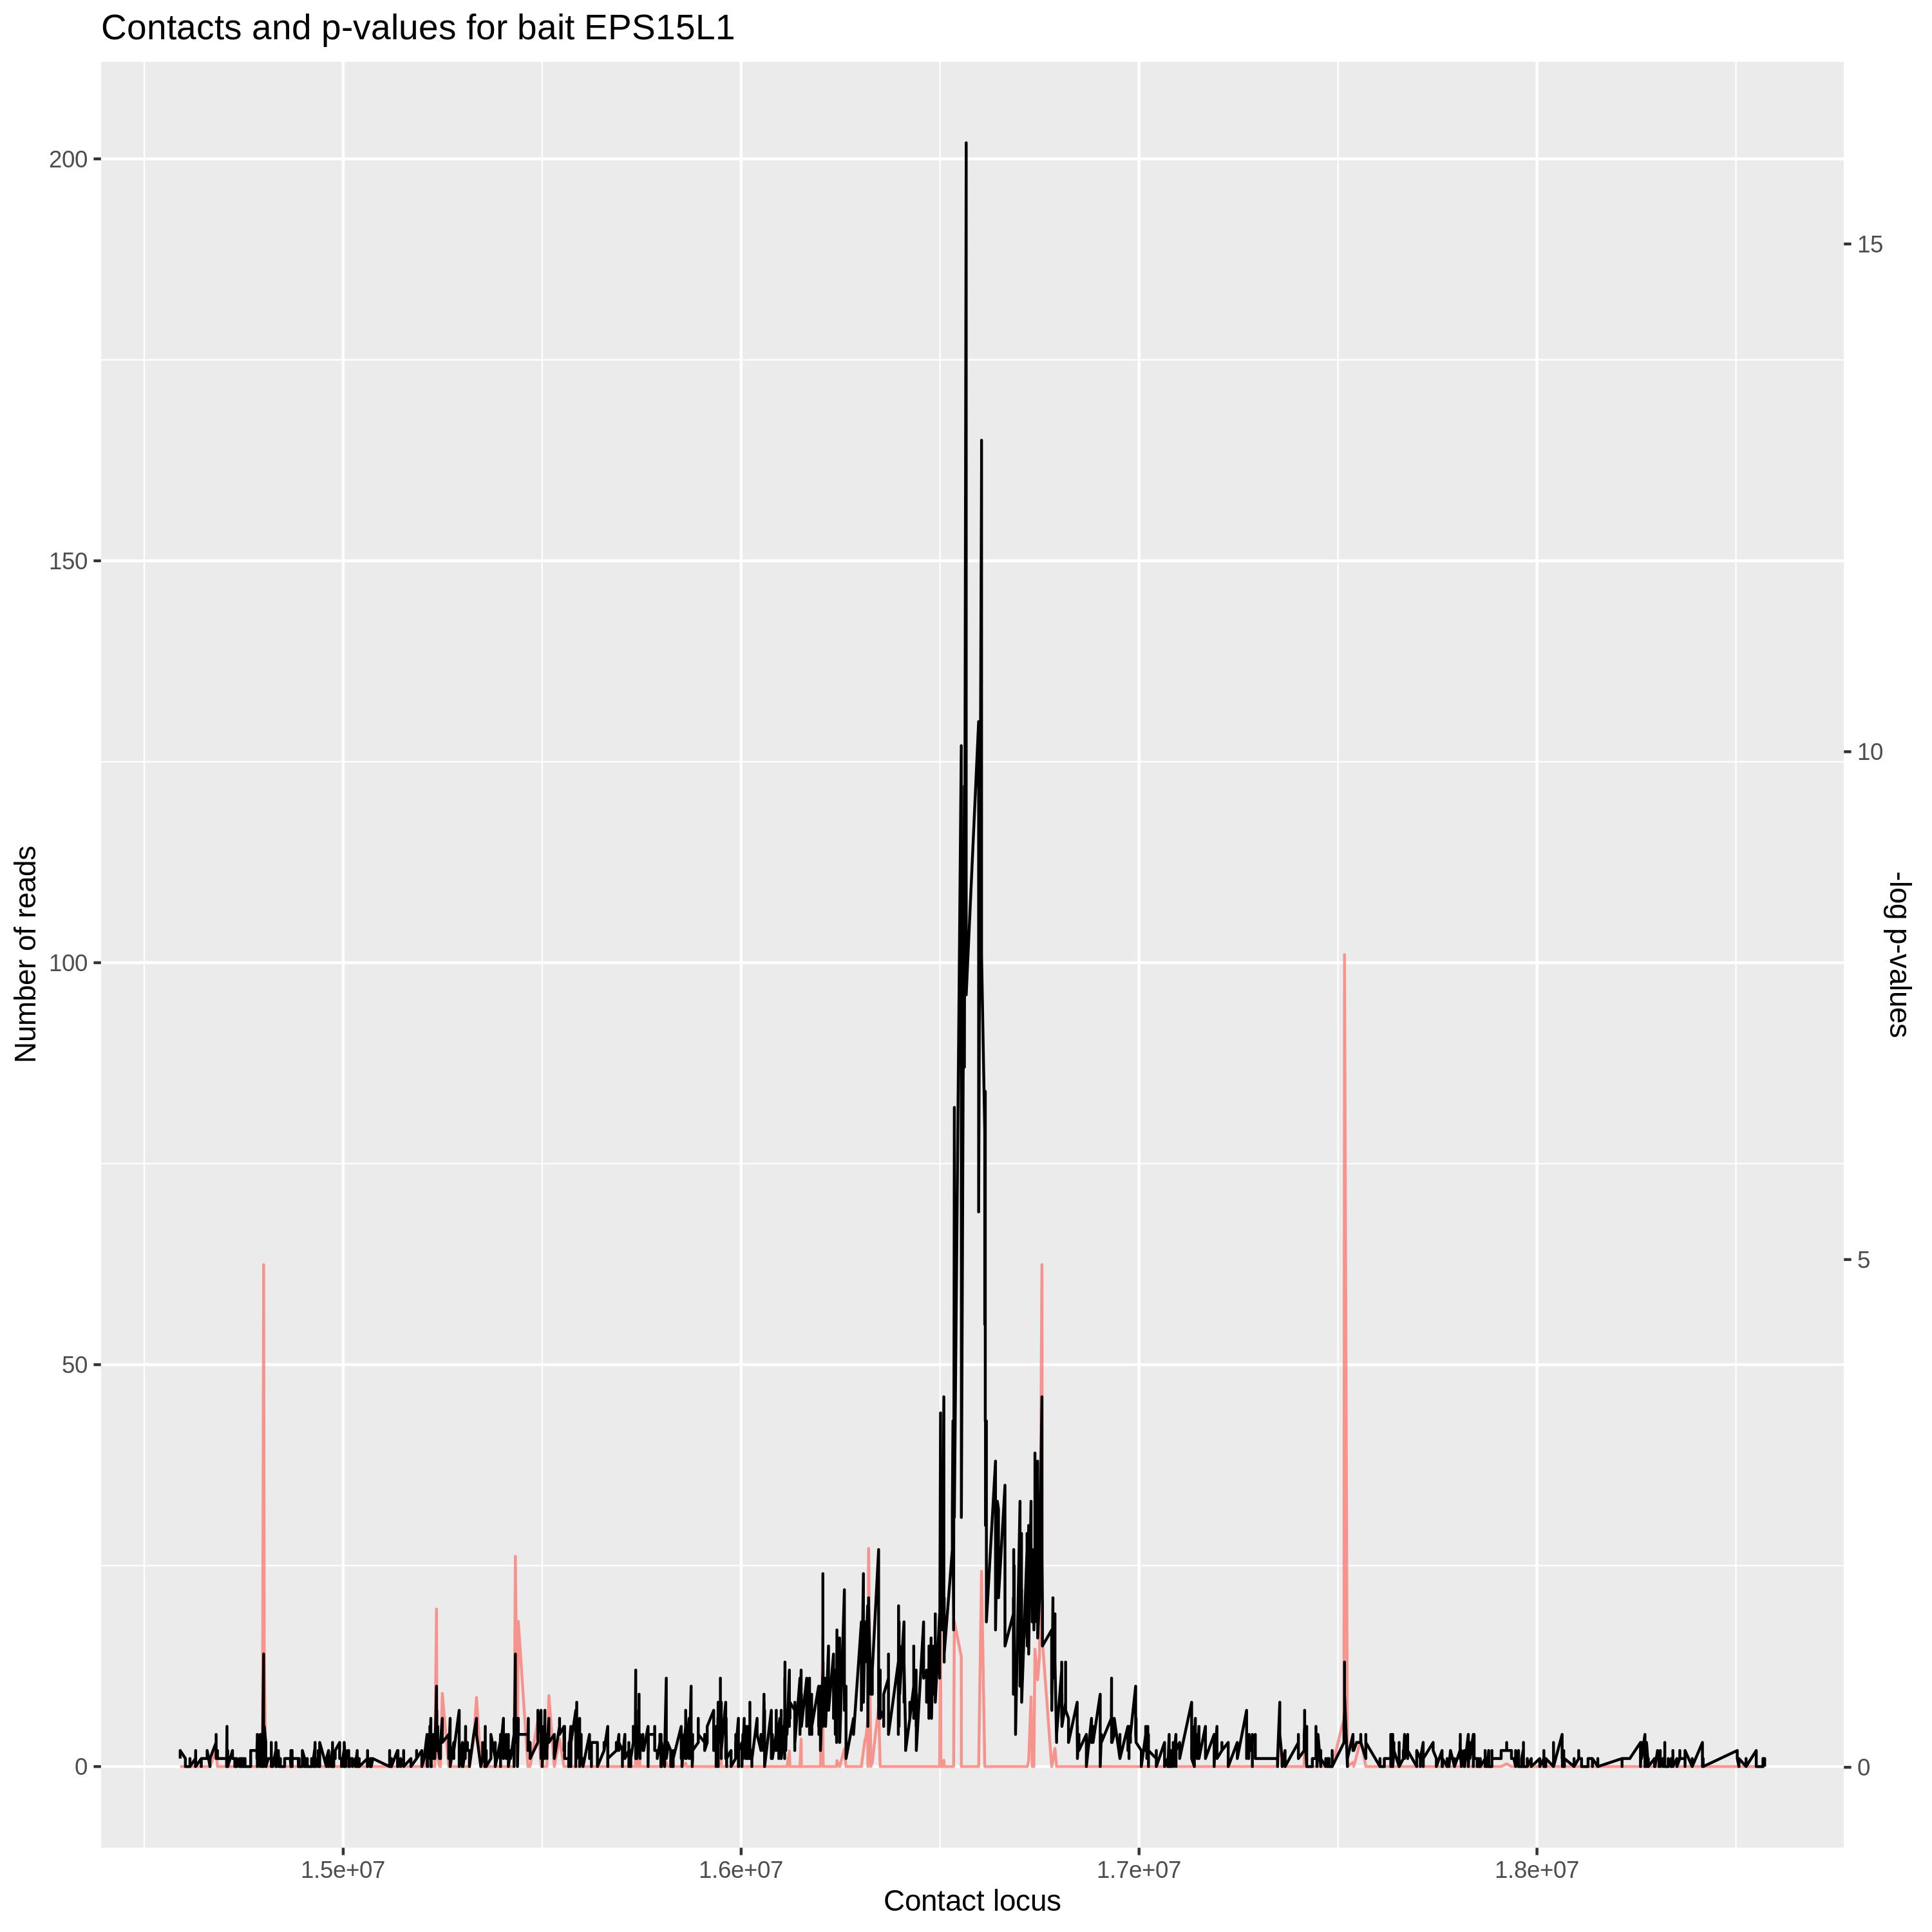 Contacts and p-values for bait EPS15L1
200
150
100
50
0
Number of reads
15
10
5
0
-log p-values
1.5e+07
1.6e+07
1.7e+07
1.8e+07
Contact locus